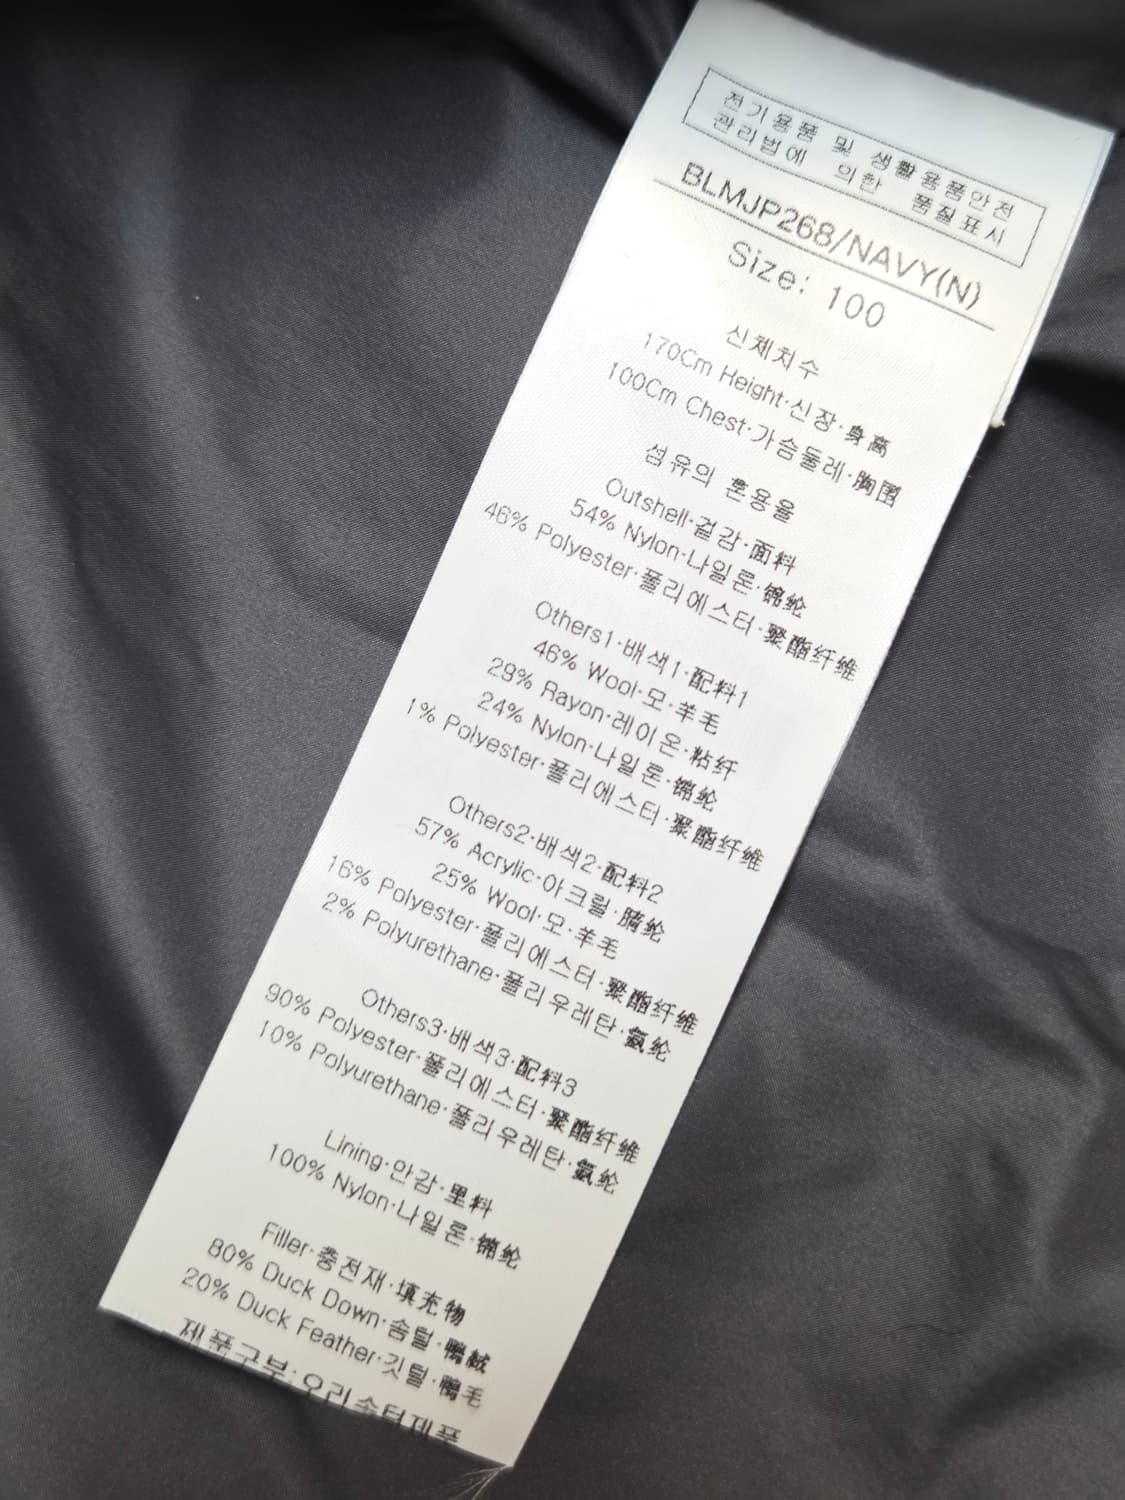 전기용품 및 생활용품안전
관리법에 의한 품질표시
BLMJP268/NAVY(N)
Size: 100
신체치수
170Cm Height·신장·身高
100Cm Chest·가슴둘레·胸围
섬유의 혼용율
Outshell·겉감·面料
54% Nylon·나일론·锦纶
46% Polyester·폴리에스터·聚酯纤维
Others1·배색1·配料1
46% Wool·모·羊毛
29% Rayon·레이온·粘纤
24% Nylon·나일론·锦纶
1% Polyester·폴리에스터·聚酯纤维
Others2·배색2·配料2
57% Acrylic·아크릴·腈纶
25% Wool·모·羊毛
16% Polyester·폴리에스터·聚酯纤维
2% Polyurethane·폴리우레탄·氨纶
Others3·배색3·配料3
90% Polyester·폴리에스터·聚酯纤维
10% Polyurethane·폴리우레탄·氨纶
Lining·안감·里料
100% Nylon·나일론·锦纶
Filler·충전재·填充物
80% Duck Down·솜털·鸭绒
20% Duck Feather·깃털·鸭毛
제품구분:오리솜털제품